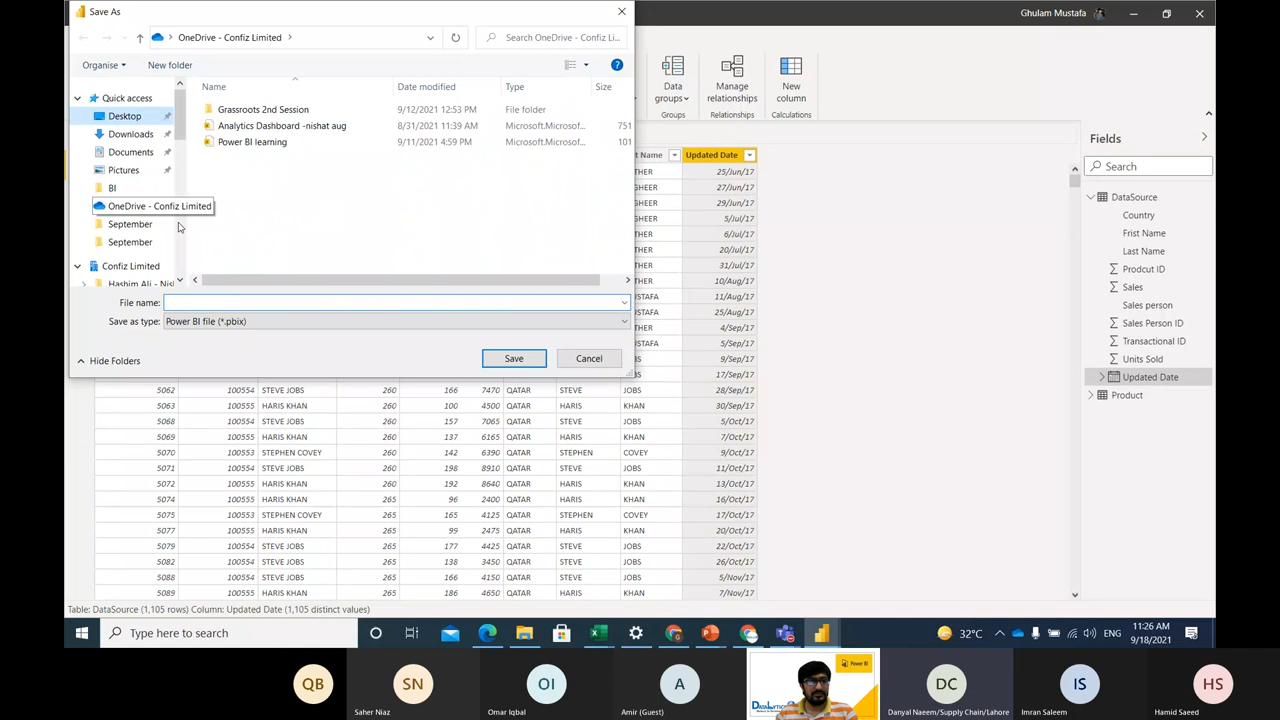 Save As
Ghulam Mustafa
OneDrive - Confiz Limited
Search OneDrive - Confiz Li...
Organise
New folder
Name
Date modified
Type
Size
Quick access
Desktop
Downloads
Documents
Pictures
BI
OneDrive - Confiz Limited
September
September
Confiz Limited
Hashim Ali - Nis
Grassroots 2nd Session 9/12/2021 12:53 PM File folder
Analytics Dashboard -nishat aug 8/31/2021 11:39 AM Microsoft.Microsof... 751
Power BI learning 9/11/2021 4:59 PM Microsoft.Microsof... 101
File name:
Save as type: Power BI file (*.pbix)
Hide Folders
Save
Cancel
Data
groups
Groups
Manage
relationships
Relationships
New
column
Calculations
t Name Updated Date
THER 25/Jun/17
GHEER 27/Jun/17
GHEER 29/Jun/17
GHEER 5/Jul/17
THER 6/Jul/17
THER 20/Jul/17
THER 31/Jul/17
THER 10/Aug/17
USTAFA 11/Aug/17
USTAFA 25/Aug/17
THER 4/Sep/17
USTAFA 5/Sep/17
BS 9/Sep/17
BS 17/Sep/17
5062 100554 STEVE JOBS 260 166 7470 QATAR STEVE JOBS 28/Sep/17
5063 100555 HARIS KHAN 260 100 4500 QATAR HARIS KHAN 30/Sep/17
5068 100554 STEVE JOBS 260 157 7065 QATAR STEVE JOBS 5/Oct/17
5069 100555 HARIS KHAN 260 137 6165 QATAR HARIS KHAN 7/Oct/17
5070 100553 STEPHEN COVEY 260 142 6390 QATAR STEPHEN COVEY 9/Oct/17
5071 100554 STEVE JOBS 260 198 8910 QATAR STEVE JOBS 11/Oct/17
5072 100555 HARIS KHAN 260 192 8640 QATAR HARIS KHAN 13/Oct/17
5074 100555 HARIS KHAN 265 96 2400 QATAR HARIS KHAN 16/Oct/17
5075 100553 STEPHEN COVEY 265 165 4125 QATAR STEPHEN COVEY 17/Oct/17
5077 100555 HARIS KHAN 265 99 2475 QATAR HARIS KHAN 20/Oct/17
5079 100554 STEVE JOBS 265 177 4425 QATAR STEVE JOBS 22/Oct/17
5082 100554 STEVE JOBS 265 138 3450 QATAR STEVE JOBS 26/Oct/17
5088 100554 STEVE JOBS 265 166 4150 QATAR STEVE JOBS 5/Nov/17
5089 100555 HARIS KHAN 265 186 4650 QATAR HARIS KHAN 7/Nov/17
Fields
Search
DataSource
Country
Frist Name
Last Name
Prodcut ID
Sales
Sales person
Sales Person ID
Transactional ID
Units Sold
Updated Date
Product
Table: DataSource (1,105 rows) Column: Updated Date (1,105 distinct values)
Type here to search
32°C
ENG
11:26 AM
9/18/2021
QB
SN
Saher Niaz
OI
Omar Iqbal
A
Amir (Guest)
Power BI
DC
Danyal Naeem/Supply Chain/Lahore
IS
Imran Saleem
HS
Hamid Saeed